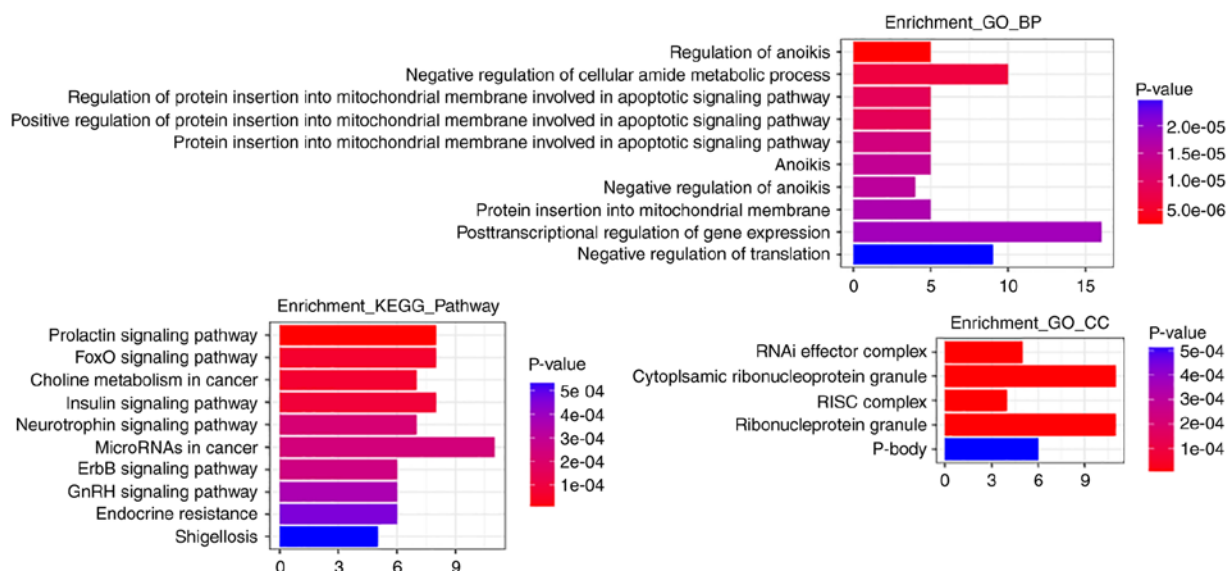 Enrichment_GO_BP
Regulation of anoikis
Negative regulation of cellular amide metabolic process
Regulation of protein insertion into mitochondrial membrane involved in apoptotic signaling pathway
Positive regulation of protein insertion into mitochondrial membrane involved in apoptotic signaling pathway
Protein insertion into mitochondrial membrane involved in apoptotic signaling pathway
Anoikis
Negative regulation of anoikis
Protein insertion into mitochondrial membrane
Posttranscriptional regulation of gene expression
Negative regulation of translation
0 5 10 15
P-value
2.0e-05
1.5e-05
1.0e-05
5.0e-06
Enrichment_KEGG_Pathway
Prolactin signaling pathway
FoxO signaling pathway
Choline metabolism in cancer
Insulin signaling pathway
Neurotrophin signaling pathway
MicroRNAs in cancer
ErbB signaling pathway
GnRH signaling pathway
Endocrine resistance
Shigellosis
0 3 6 9
P-value
5e-04
4e-04
3e-04
2e-04
1e-04
Enrichment_GO_CC
RNAi effector complex
Cytoplsamic ribonucleoprotein granule
RISC complex
Ribonucleprotein granule
P-body
0 3 6 9
P-value
5e-04
4e-04
3e-04
2e-04
1e-04